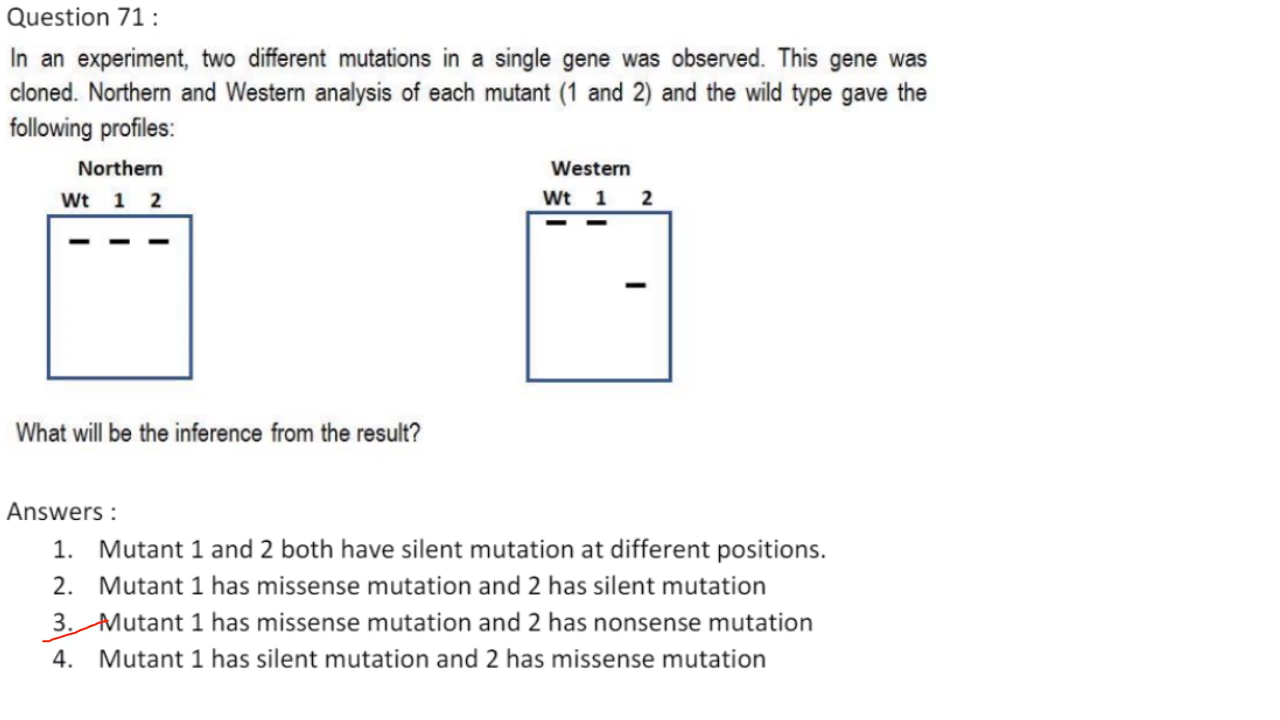 Question 71 :
In an experiment, two different mutations in a single gene was observed. This gene was
cloned. Northern and Western analysis of each mutant (1 and 2) and the wild type gave the
following profiles:
Northern
Wt 1 2
Western
Wt 1 2
What will be the inference from the result?
Answers :
1. Mutant 1 and 2 both have silent mutation at different positions.
2. Mutant 1 has missense mutation and 2 has silent mutation
3. Mutant 1 has missense mutation and 2 has nonsense mutation
4. Mutant 1 has silent mutation and 2 has missense mutation